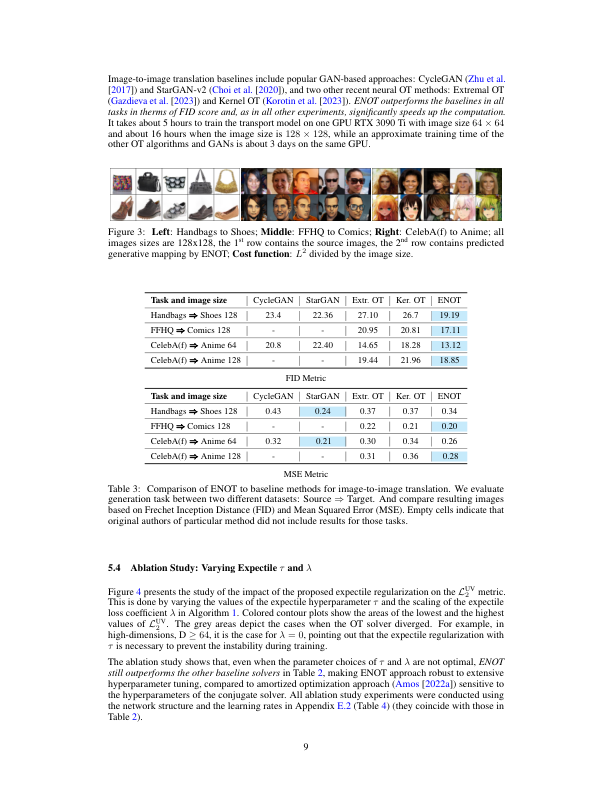 Image-to-image translation baselines include popular GAN-based approaches: CycleGAN (Zhu et al.
[2017]) and StarGAN-v2 (Choi et al. [2020]), and two other recent neural OT methods: Extremal OT
(Gazdieva et al. [2023]) and Kernel OT (Korotin et al. [2023]). ENOT outperforms the baselines in all
tasks in therms of FID score and, as in all other experiments, significantly speeds up the computation.
It takes about 5 hours to train the transport model on one GPU RTX 3090 Ti with image size 64 × 64
and about 16 hours when the image size is 128 × 128, while an approximate training time of the
other OT algorithms and GANs is about 3 days on the same GPU.
Figure 3: Left: Handbags to Shoes; Middle: FFHQ to Comics; Right: CelebA(f) to Anime; all
images sizes are 128x128, the 1st row contains the source images, the 2nd row contains predicted
generative mapping by ENOT; Cost function: L² divided by the image size.
Task and image size | CycleGAN | StarGAN | Extr. OT | Ker. OT | ENOT
Handbags ⇒ Shoes 128 | 23.4 | 22.36 | 27.10 | 26.7 | 19.19
FFHQ ⇒ Comics 128 | - | - | 20.95 | 20.81 | 17.11
CelebA(f) ⇒ Anime 64 | 20.8 | 22.40 | 14.65 | 18.28 | 13.12
CelebA(f) ⇒ Anime 128 | - | - | 19.44 | 21.96 | 18.85
FID Metric
Task and image size | CycleGAN | StarGAN | Extr. OT | Ker. OT | ENOT
Handbags ⇒ Shoes 128 | 0.43 | 0.24 | 0.37 | 0.37 | 0.34
FFHQ ⇒ Comics 128 | - | - | 0.22 | 0.21 | 0.20
CelebA(f) ⇒ Anime 64 | 0.32 | 0.21 | 0.30 | 0.34 | 0.26
CelebA(f) ⇒ Anime 128 | - | - | 0.31 | 0.36 | 0.28
MSE Metric
Table 3: Comparison of ENOT to baseline methods for image-to-image translation. We evaluate
generation task between two different datasets: Source ⇒ Target. And compare resulting images
based on Frechet Inception Distance (FID) and Mean Squared Error (MSE). Empty cells indicate that
original authors of particular method did not include results for those tasks.
5.4 Ablation Study: Varying Expectile τ and λ
Figure 4 presents the study of the impact of the proposed expectile regularization on the L₂ᵁⱽ metric.
This is done by varying the values of the expectile hyperparameter τ and the scaling of the expectile
loss coefficient λ in Algorithm 1. Colored contour plots show the areas of the lowest and the highest
values of L₂ᵁⱽ. The grey areas depict the cases when the OT solver diverged. For example, in
high-dimensions, D ≥ 64, it is the case for λ = 0, pointing out that the expectile regularization with
τ is necessary to prevent the instability during training.
The ablation study shows that, even when the parameter choices of τ and λ are not optimal, ENOT
still outperforms the other baseline solvers in Table 2, making ENOT approach robust to extensive
hyperparameter tuning, compared to amortized optimization approach (Amos [2022a]) sensitive to
the hyperparameters of the conjugate solver. All ablation study experiments were conducted using
the network structure and the learning rates in Appendix E.2 (Table 4) (they coincide with those in
Table 2).
9